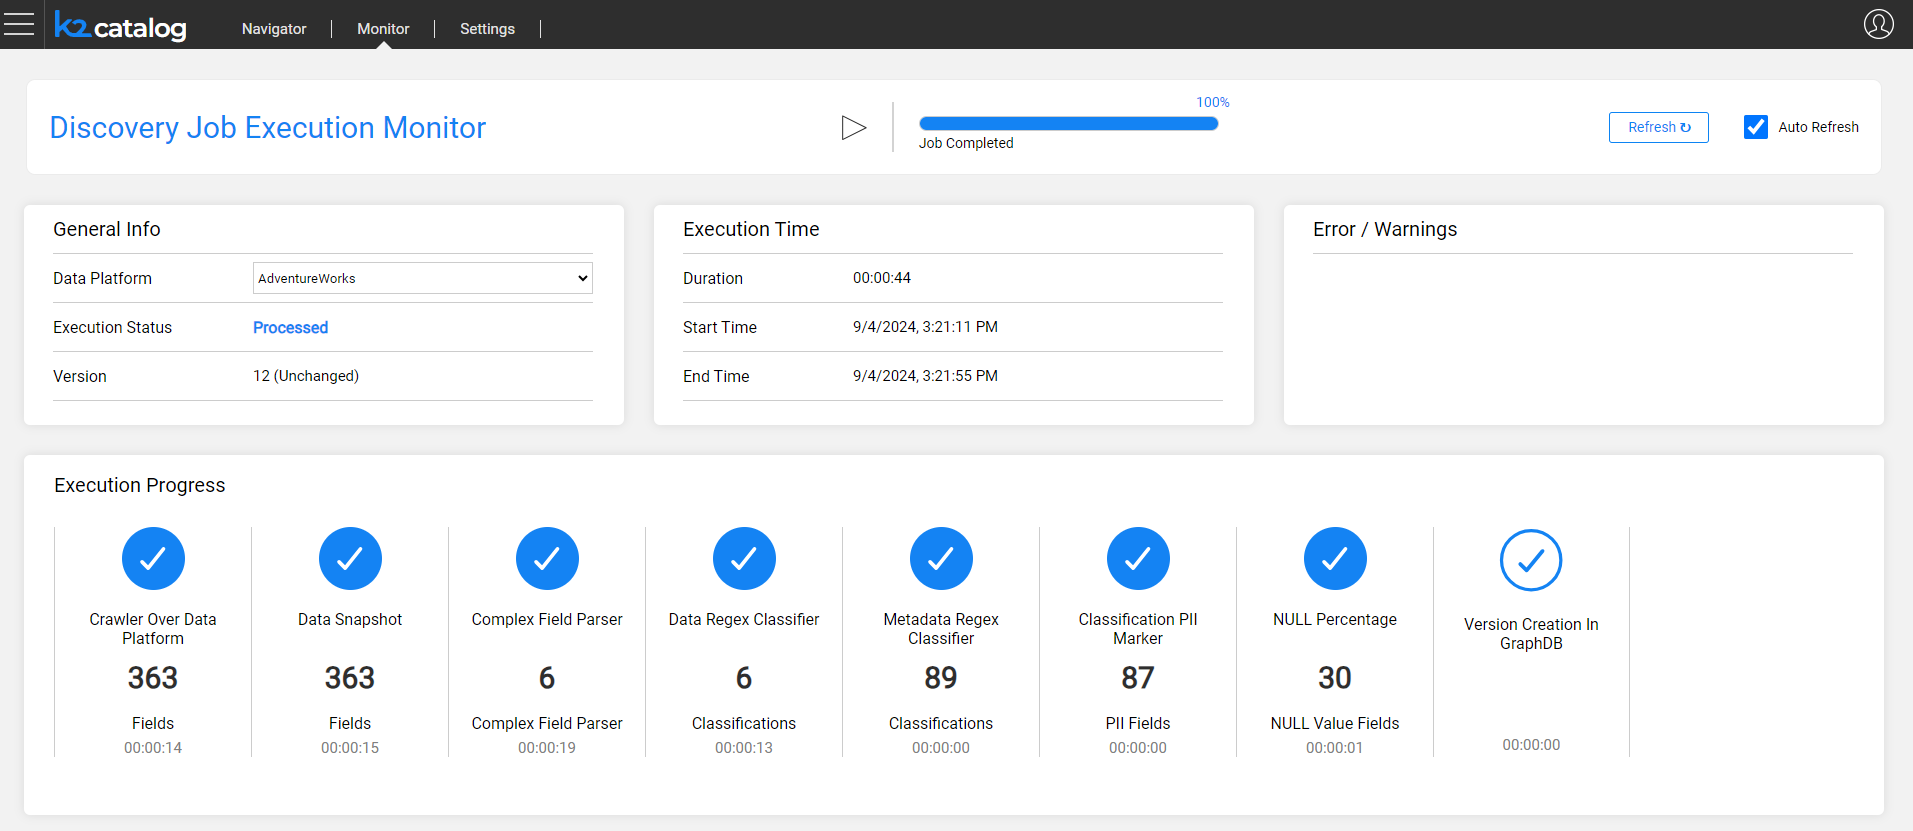 k2catalog
Navigator
Monitor
Settings
Discovery Job Execution Monitor
100%
Job Completed
Refresh ↻
Auto Refresh
General Info
Data Platform
AdventureWorks
Execution Status
Processed
Version
12 (Unchanged)
Execution Time
Duration
00:00:44
Start Time
9/4/2024, 3:21:11 PM
End Time
9/4/2024, 3:21:55 PM
Error / Warnings
Execution Progress
Crawler Over Data
Platform
363
Fields
00:00:14
Data Snapshot
363
Fields
00:00:15
Complex Field Parser
6
Complex Field Parser
00:00:19
Data Regex Classifier
6
Classifications
00:00:13
Metadata Regex
Classifier
89
Classifications
00:00:00
Classification PII
Marker
87
PII Fields
00:00:00
NULL Percentage
30
NULL Value Fields
00:00:01
Version Creation In
GraphDB
00:00:00